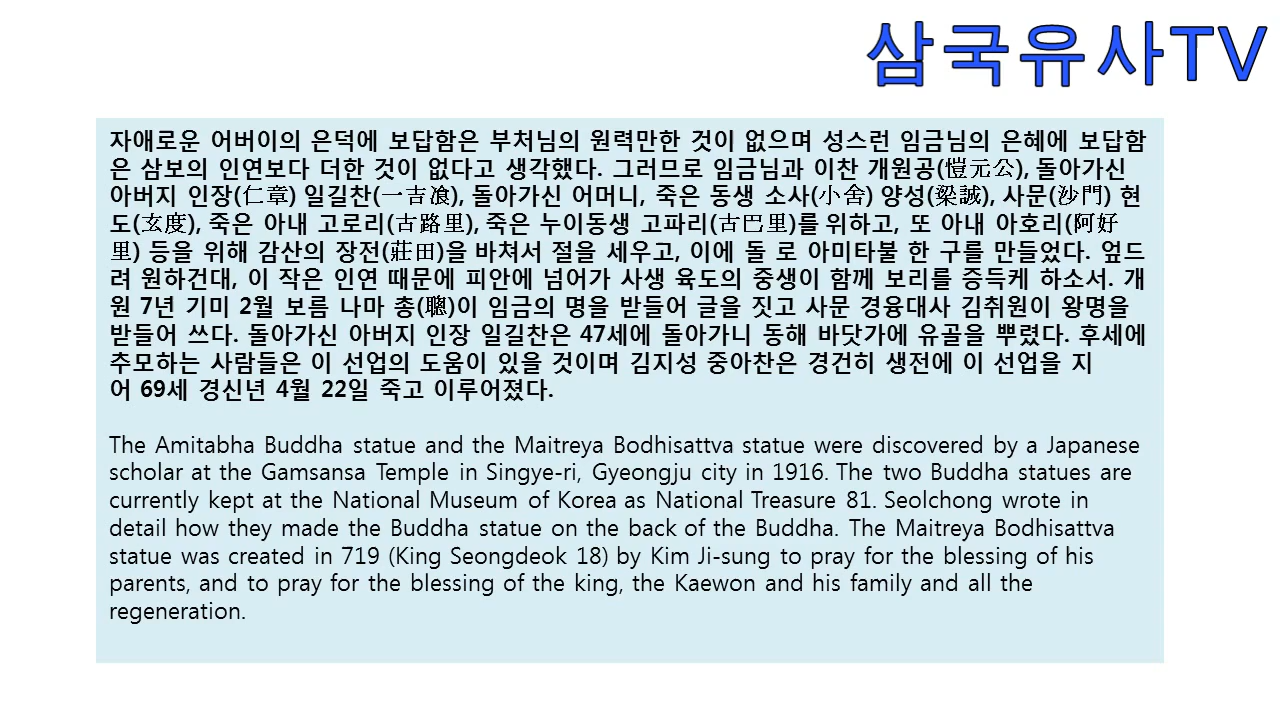 삼국유사TV
자애로운 어버이의 은덕에 보답함은 부처님의 원력만한 것이 없으며 성스런 임금님의 은혜에 보답함
은 삼보의 인연보다 더한 것이 없다고 생각했다. 그러므로 임금님과 이찬 개원공(愷元公), 돌아가신
아버지 인장(仁章) 일길찬(一吉飡), 돌아가신 어머니, 죽은 동생 소사(小舍) 양성(梁誠), 사문(沙門) 현
도(玄度), 죽은 아내 고로리(古路里), 죽은 누이동생 고파리(古巴里)를 위하고, 또 아내 아호리(阿好
里) 등을 위해 감산의 장전(莊田)을 바쳐서 절을 세우고, 이에 돌 로 아미타불 한 구를 만들었다. 엎드
려 원하건대, 이 작은 인연 때문에 피안에 넘어가 사생 육도의 중생이 함께 보리를 증득케 하소서. 개
원 7년 기미 2월 보름 나마 총(聰)이 임금의 명을 받들어 글을 짓고 사문 경융대사 김취원이 왕명을
받들어 쓰다. 돌아가신 아버지 인장 일길찬은 47세에 돌아가니 동해 바닷가에 유골을 뿌렸다. 후세에
추모하는 사람들은 이 선업의 도움이 있을 것이며 김지성 중아찬은 경건히 생전에 이 선업을 지
어 69세 경신년 4월 22일 죽고 이루어졌다.
The Amitabha Buddha statue and the Maitreya Bodhisattva statue were discovered by a Japanese
scholar at the Gamsansa Temple in Singye-ri, Gyeongju city in 1916. The two Buddha statues are
currently kept at the National Museum of Korea as National Treasure 81. Seolchong wrote in
detail how they made the Buddha statue on the back of the Buddha. The Maitreya Bodhisattva
statue was created in 719 (King Seongdeok 18) by Kim Ji-sung to pray for the blessing of his
parents, and to pray for the blessing of the king, the Kaewon and his family and all the
regeneration.